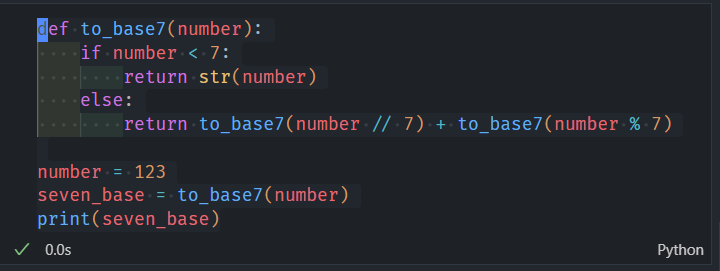 def to_base7(number):
    if number < 7:
        return str(number)
    else:
        return to_base7(number // 7) + to_base7(number % 7)

number = 123
seven_base = to_base7(number)
print(seven_base)
✓ 0.0s Python